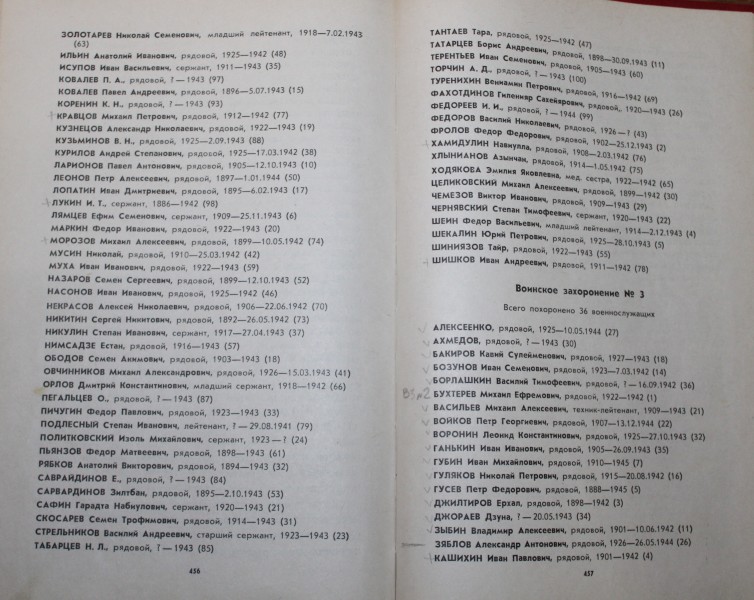 ЗОЛОТАРЕВ Николай Семенович, младший лейтенант, 1918—7.02.1943
(63)
ИЛЬИН Анатолий Иванович, рядовой, 1925—1942 (48)
ИСУПОВ Иван Васильевич, сержант, 1911—1943 (35)
КОВАЛЕВ П. А., рядовой, ?—1943 (97)
КОВАЛЕВ Павел Андреевич, рядовой, 1896—5.07.1943 (15)
КОРЕНИН К. Н., рядовой, ?—1943 (93)
КРАВЦОВ Михаил Петрович, рядовой, 1912—1942 (77)
КУЗНЕЦОВ Александр Николаевич, рядовой, 1922—1943 (19)
КУЗЬМИНОВ В. Н., рядовой, 1925—2.09.1943 (88)
КУРИЛОВ Андрей Степанович, рядовой, 1925—17.03.1942 (38)
ЛАРИОНОВ Павел Антонович, рядовой, 1905—12.10.1943 (10)
ЛЕОНОВ Петр Алексеевич, рядовой, 1897—1.01.1944 (50)
ЛОПАТИН Иван Дмитриевич, рядовой, 1895—6.02.1943 (17)
ЛУКИН И. Т., сержант, 1886—1942 (98)
ЛЯМЦЕВ Ефим Семенович, сержант, 1909—25.11.1943 (6)
МАРКИН Федор Иванович, рядовой, 1922—1943 (20)
МОРОЗОВ Михаил Алексеевич, рядовой, 1899—10.05.1942 (74)
МУСИН Николай, рядовой, 1910—25.03.1942 (42)
МУХА Иван Иванович, рядовой, 1922—1943 (59)
НАЗАРОВ Семен Сергеевич, рядовой, 1899—12.10.1943 (52)
НАСОНОВ Иван Иванович, рядовой, 1925—1942 (46)
НЕКРАСОВ Алексей Николаевич, рядовой, 1906—22.06.1942 (70)
НИКИТИН Сергей Никитович, рядовой, 1892—26.05.1942 (73)
НИКУЛИН Степан Иванович, сержант, 1917—27.04.1943 (37)
НИМСАДЗЕ Естан, рядовой, 1916—1943 (57)
ОБОДОВ Семен Акимович, рядовой, 1903—1943 (18)
ОВЧИННИКОВ Михаил Александрович, рядовой, 1926—15.03.1943 (41)
ОРЛОВ Дмитрий Константинович, младший сержант, 1918—1942 (66)
ПЕГАЛЬЦЕВ О., рядовой, ?—1943 (87)
ПИЧУГИН Федор Павлович, рядовой, 1923—1943 (33)
ПОДЛЕСНЫЙ Степан Иванович, лейтенант, ?—29.08.1941 (79)
ПОЛИТКОВСКИЙ Изоль Михайлович, сержант, 1923—? (24)
ПЬЯНЗОВ Федор Матвеевич, рядовой, 1898—1943 (61)
РЯБКОВ Анатолий Викторович, рядовой, 1894—1943 (32)
САВРАЙДИНОВ Е., рядовой, ?—1943 (84)
САРВАРДИНОВ Зилтбан, рядовой, 1895—2.10.1943 (53)
САФИН Гарадта Набиулович, сержант, 1920—1943 (21)
СКОСАРЕВ Семен Трофимович, рядовой, 1914—1943 (31)
СТРЕЛЬНИКОВ Василий Андреевич, старший сержант, 1923—1943 (23)
ТАБАРЦЕВ Н. Л., рядовой, ?—1943 (85)
456
ТАНТАЕВ Тара, рядовой, 1925—1942 (47)
ТАТАРЦЕВ Борис Андреевич, рядовой, 1898—30.09.1943 (11)
ТЕРЕНТЬЕВ Иван Семенович, рядовой, 1905—1943 (60)
ТОРЧИН А. Д., рядовой, ?—1943 (100)
ТУРЕНИХИН Вениамин Петрович, рядовой, 1916—1942 (69)
ФАХОТДИНОВ Гиленивр Сахейарович, рядовой, 1920—1943 (26)
ФЕДОРЕЕВ И. И., рядовой, ?—1944 (99)
ФЕДОРОВ Василий Николаевич, рядовой, 1926—? (43)
ФРОЛОВ Федор Федорович, рядовой, 1902—25.12.1943 (2)
ХАМИДУЛИН Навиулла, рядовой, 1908—2.03.1942 (76)
ХЛЫНИАНОВ Азынчан, рядовой, 1914—1.05.1942 (75)
ХОДЯКОВА Эмилия Яковлевна, мед. сестра, 1922—1942 (65)
ЦЕЛИКОВСКИЙ Михаил Алексеевич, рядовой, 1899—1942 (30)
ЧЕМЕЗОВ Виктор Иванович, рядовой, 1909—1943 (29)
ЧЕРНЯВСКИЙ Степан Тимофеевич, сержант, рядовой, 1920—1943 (22)
ШЕИН Федор Васильевич, младший лейтенант, 1914—2.12.1943 (4)
ШЕКАЛИН Юрий Петрович, рядовой, 1925—28.10.1943 (5)
ШИНИЯЗОВ Тайр, рядовой, 1922—1943 (55)
ШИШКОВ Иван Андреевич, рядовой, 1911—1942 (78)
Воинское захоронение № 3
Всего похоронено 36 военнослужащих
АЛЕКСЕЕНКО, рядовой, 1925—10.05.1944 (27)
АХМЕДОВ, рядовой, ?—1943 (30)
БАКИРОВ Кавий Сулейменович, рядовой, 1927—1943 (18)
БОЗУНОВ Иван Семенович, рядовой, 1923—7.03.1942 (14)
БОРЛАШКИН Василий Тимофеевич, рядовой, ?—16.09.1942 (36)
БУХТЕРЕВ Михаил Ефремович, рядовой, 1922—1942 (1)
ВАСИЛЬЕВ Михаил Алексеевич, техник-лейтенант, 1909—1943 (21)
ВОЙКОВ Петр Георгиевич, рядовой, 1907—13.12.1944 (22)
ВОРОНИН Леонид Константинович, рядовой, 1925—27.10.1943 (32)
ГАНЬКИН Иван Иванович, рядовой, 1905—26.09.1943 (35)
ГУБИН Иван Михайлович, рядовой, 1910—1945 (7)
ГУЛЯКОВ Николай Петрович, рядовой, 1915—20.08.1942 (16)
ГУСЕВ Петр Федорович, рядовой, 1888—1945 (5)
ДЖИЛТИРОВ Ерхал, рядовой, 1898—1942 (3)
ДЖОРАЕВ Дзуна, ?—20.05.1943 (34)
ЗЫБИН Владимир Алексеевич, рядовой, 1901—10.06.1942 (11)
ЗЯБЛОВ Александр Антонович, рядовой, 1926—26.05.1944 (26)
КАШИХИН Иван Павлович, рядовой, 1901—1942 (4)
457